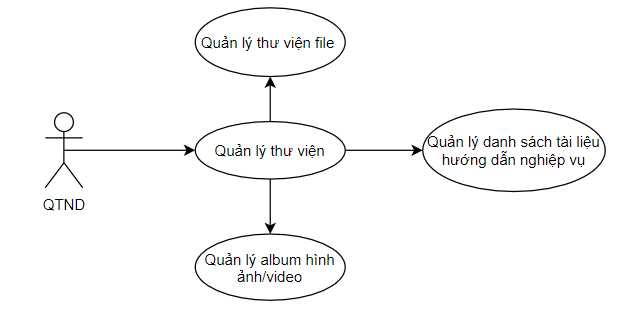 Quản lý thư viện file
Quản lý danh sách tài liệu
hướng dẫn nghiệp vụ
Quản lý thư viện
QTND
Quản lý album hình
ảnh/video